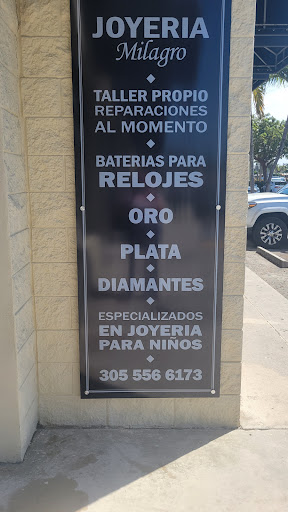 JOYERIA
Milagro
TALLER PROPIO
REPARACIONES
AL MOMENTO
BATERIAS PARA
RELOJES
ORO
PLATA
DIAMANTES
ESPECIALIZADOS
EN JOYERIA
PARA NIÑOS
305 556 6173